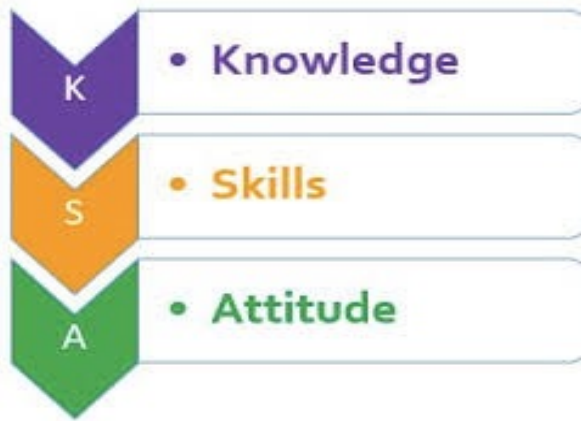 K
• Knowledge
S
• Skills
A
• Attitude